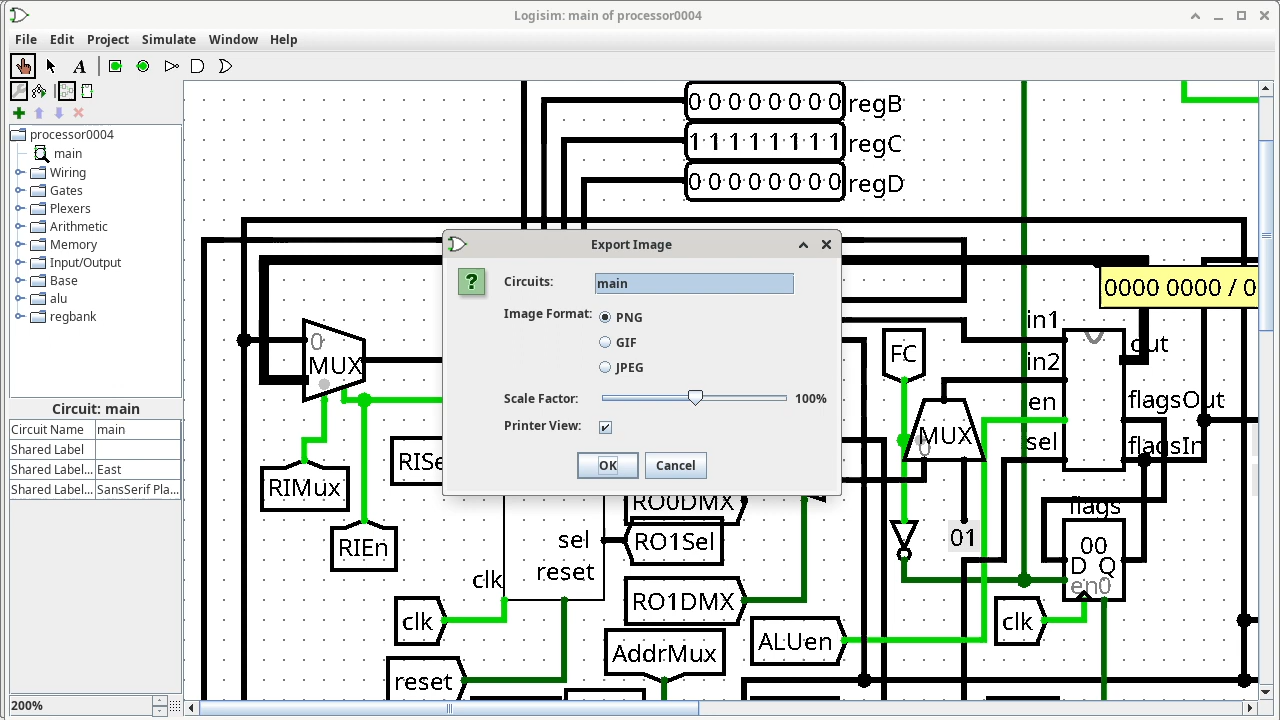 Logisim: main of processor0004
File Edit Project Simulate Window Help
A
processor0004
main
Wiring
Gates
Plexers
Arithmetic
Memory
Input/Output
Base
alu
regbank
Circuit: main
Circuit Name main
Shared Label
Shared Label... East
Shared Label... SansSerif Pla...
200%
0 0 0 0 0 0 0 0 regB
1 1 1 1 1 1 1 1 regC
0 0 0 0 0 0 0 0 regD
Export Image
?
Circuits: main
Image Format: PNG
GIF
JPEG
Scale Factor: 100%
Printer View:
OK Cancel
0000 0000 / 0
0
MUX
RIMux
RIEn
RISe
RO0DMX
sel
RO1Sel
reset
clk
RO1DMX
clk
AddrMux
reset
ALUen
FC
MUX
0
01
in1
in2
en
sel
out
flagsOut
flagsIn
flags
00
D Q
en 0
clk